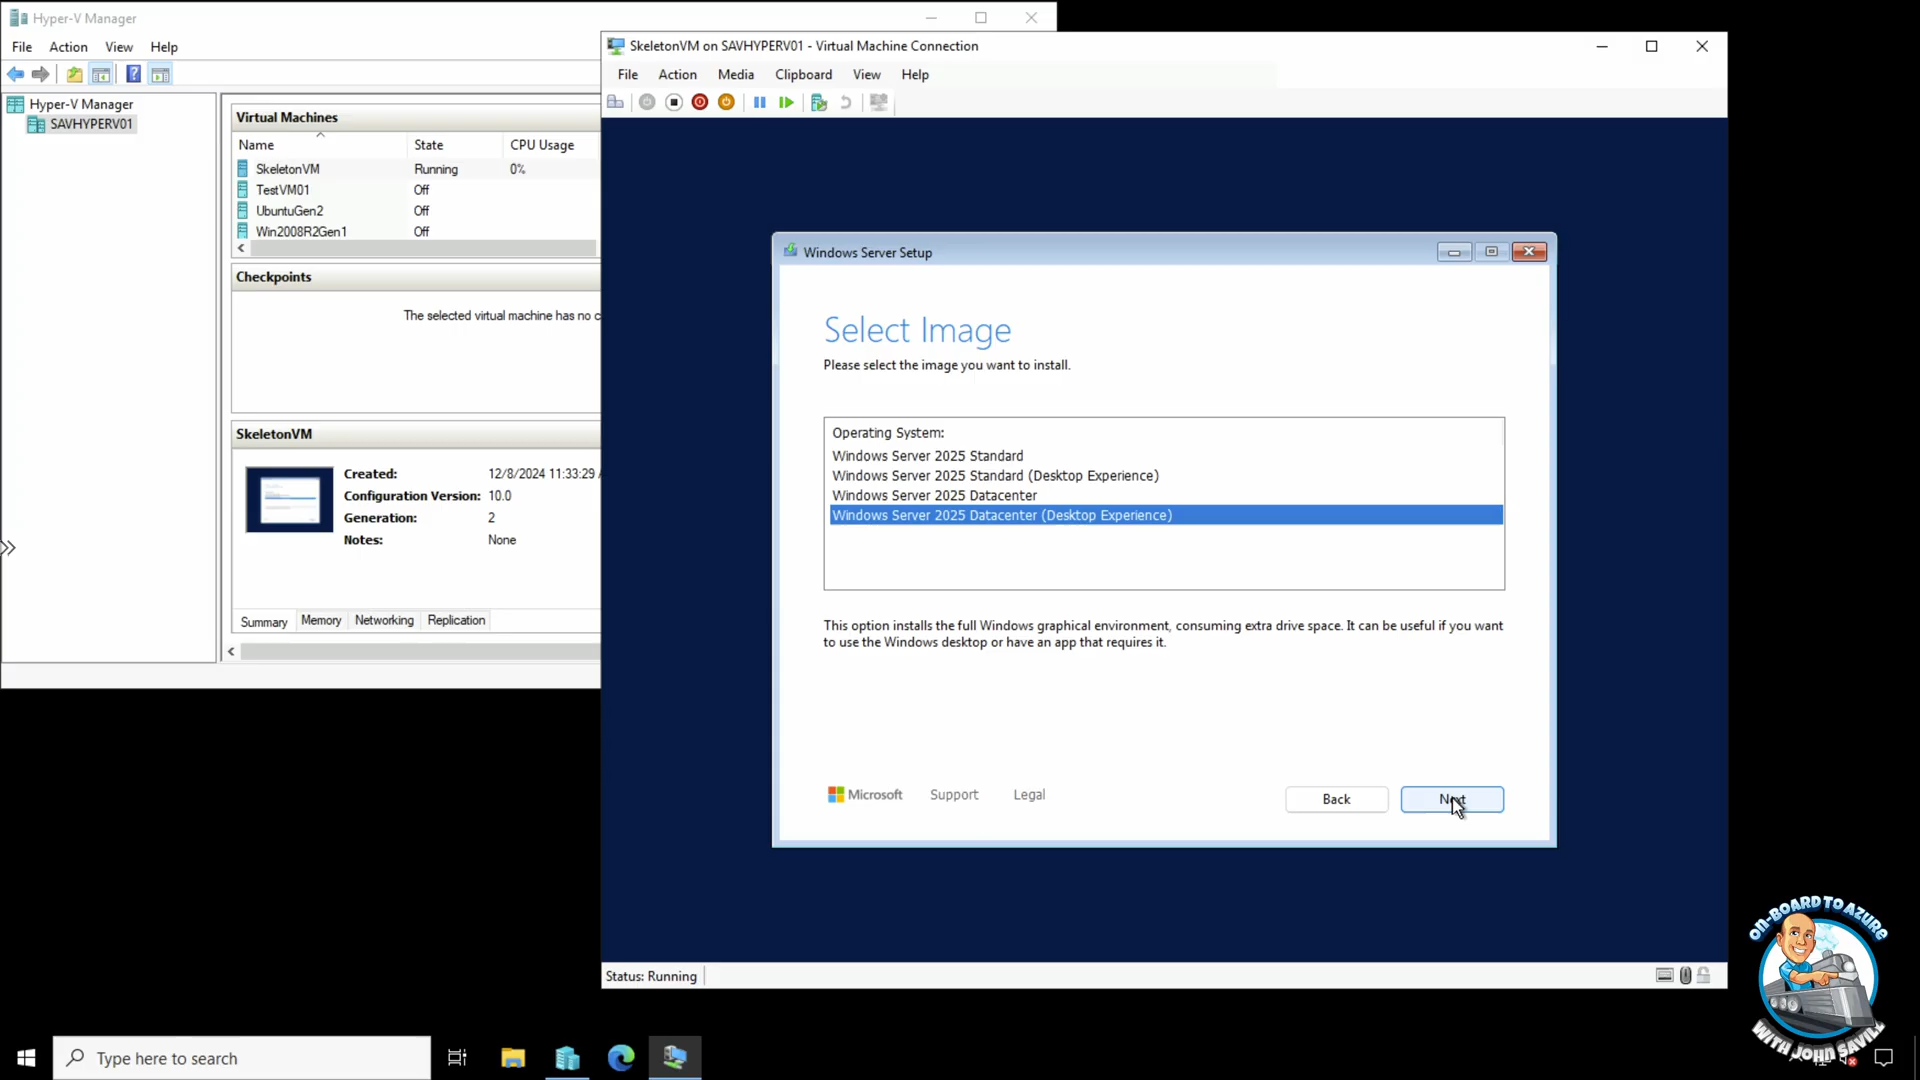 Hyper-V Manager
File Action View Help
Hyper-V Manager
SAVHYPERV01
Virtual Machines
Name State CPU Usage
SkeletonVM Running 0%
TestVM01 Off
UbuntuGen2 Off
Win2008R2Gen1 Off
Checkpoints
The selected virtual machine has no c
SkeletonVM
Created: 12/8/2024 11:33:29
Configuration Version: 10.0
Generation: 2
Notes: None
Summary Memory Networking Replication
SkeletonVM on SAVHYPERV01 - Virtual Machine Connection
File Action Media Clipboard View Help
Windows Server Setup
Select Image
Please select the image you want to install.
Operating System:
Windows Server 2025 Standard
Windows Server 2025 Standard (Desktop Experience)
Windows Server 2025 Datacenter
Windows Server 2025 Datacenter (Desktop Experience)
This option installs the full Windows graphical environment, consuming extra drive space. It can be useful if you want
to use the Windows desktop or have an app that requires it.
Microsoft Support Legal
Back Next
Status: Running
ON-BOARD TO AZURE
WITH JOHN SAVILL
Type here to search